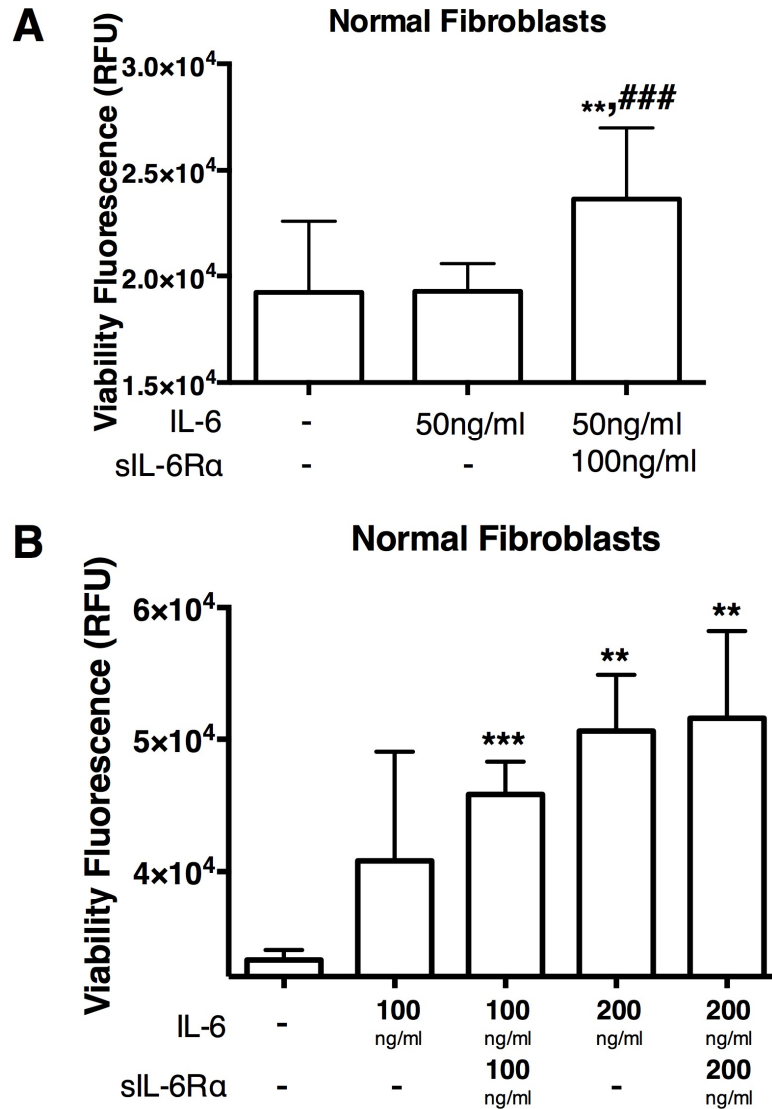 A
Normal Fibroblasts
Viability Fluorescence (RFU)
3.0×10⁴
**,###
2.5×10⁴
2.0×10⁴
1.5×10⁴
IL-6 - 50ng/ml 50ng/ml
sIL-6Rα - - 100ng/ml
B
Normal Fibroblasts
Viability Fluorescence (RFU)
6×10⁴
**
**
5×10⁴
***
4×10⁴
IL-6 - 100 100 200 200
ng/ml ng/ml ng/ml ng/ml
sIL-6Rα - - 100 - 200
ng/ml ng/ml